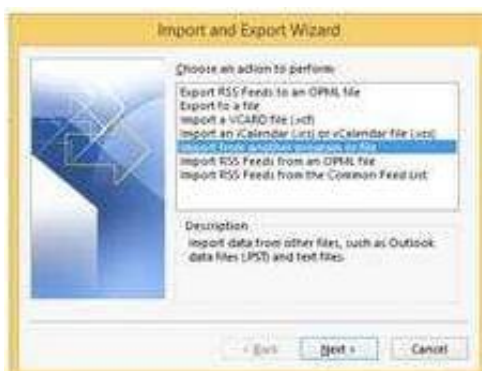 Import and Export Wizard
Choose an action to perform:
Export RSS Feeds to an OPML file
Export to a file
Import a VCARD file (.vcf)
Import an iCalendar (.ics) or vCalendar file (.vcs)
Import from another program or file
Import RSS Feeds from an OPML file
Import RSS Feeds from the Common Feed List
Description
Import data from other files, such as Outlook
data files (.PST) and text files.
< Back
Next >
Cancel